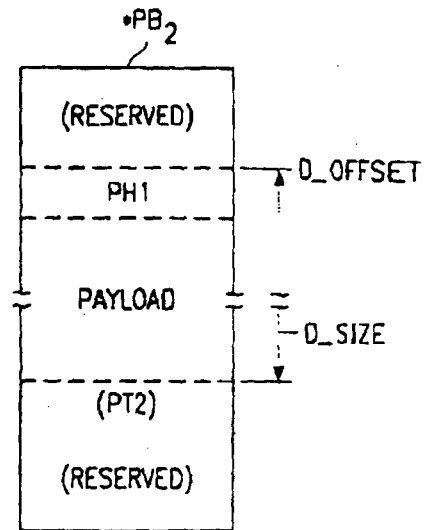 *PB2
(RESERVED)
D_OFFSET
PH1
PAYLOAD
D_SIZE
(PT2)
(RESERVED)